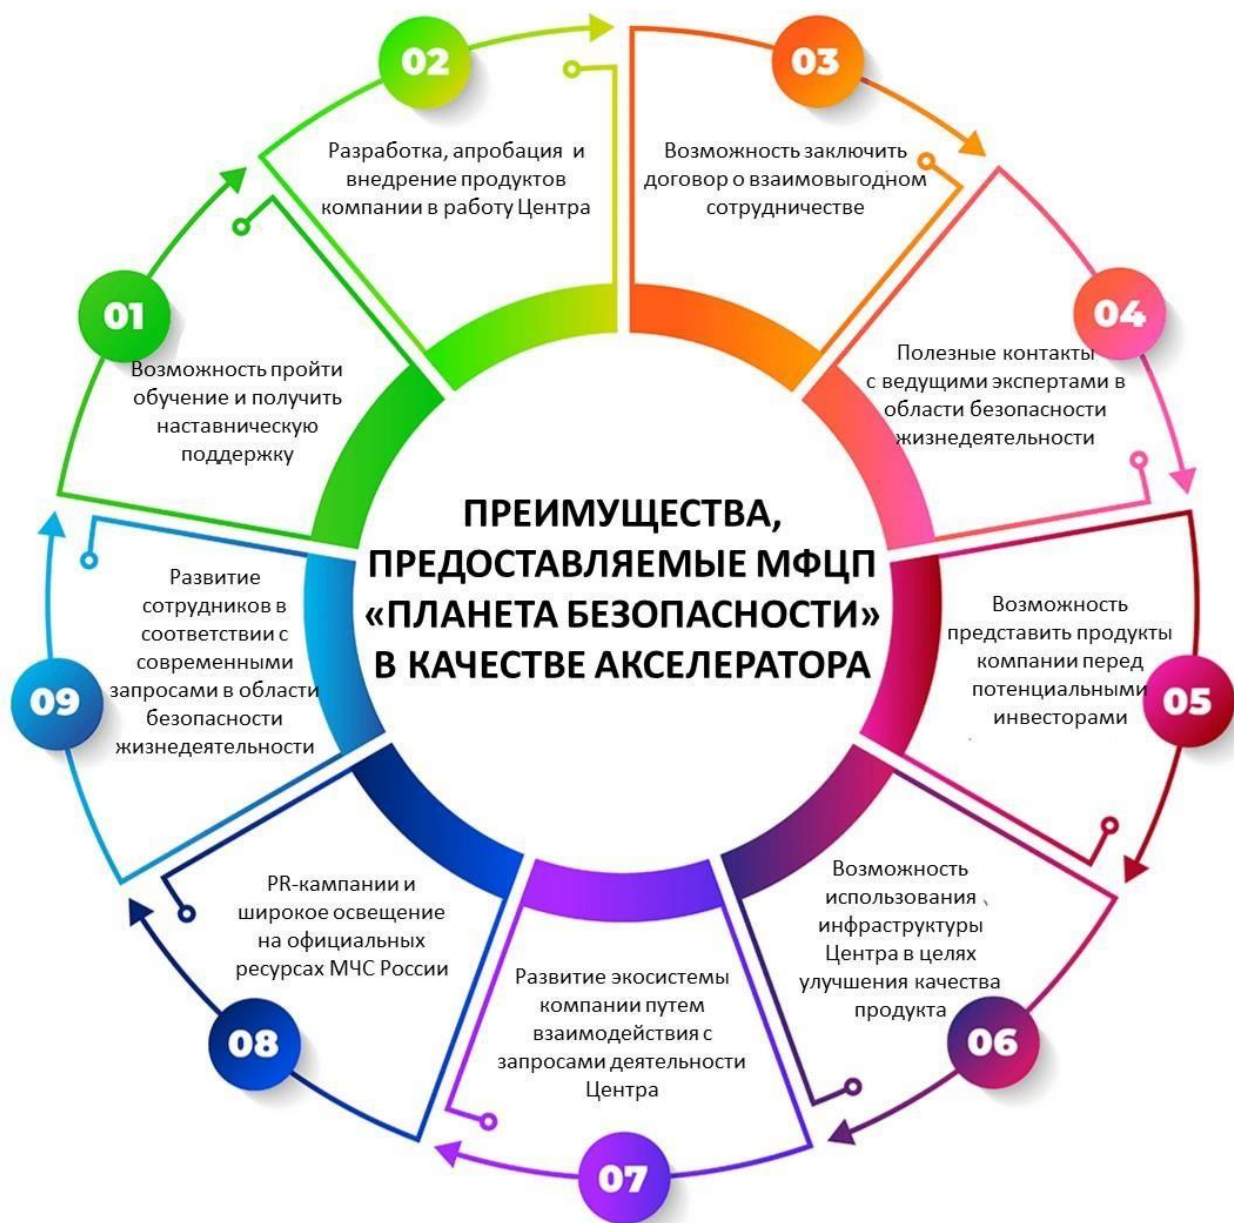 ПРЕИМУЩЕСТВА,
ПРЕДОСТАВЛЯЕМЫЕ МФЦП
«ПЛАНЕТА БЕЗОПАСНОСТИ»
В КАЧЕСТВЕ АКСЕЛЕРАТОРА
01
Возможность пройти
обучение и получить
наставническую
поддержку
02
Разработка, апробация и
внедрение продуктов
компании в работу Центра
03
Возможность заключить
договор о взаимовыгодном
сотрудничестве
04
Полезные контакты
с ведущими экспертами в
области безопасности
жизнедеятельности
05
Возможность
представить продукты
компании перед
потенциальными
инвесторами
06
Возможность
использования
инфраструктуры
Центра в целях
улучшения качества
продукта
07
Развитие экосистемы
компании путем
взаимодействия с
запросами деятельности
Центра
08
PR-кампании и
широкое освещение
на официальных
ресурсах МЧС России
09
Развитие
сотрудников в
соответствии с
современными
запросами в области
безопасности
жизнедеятельности